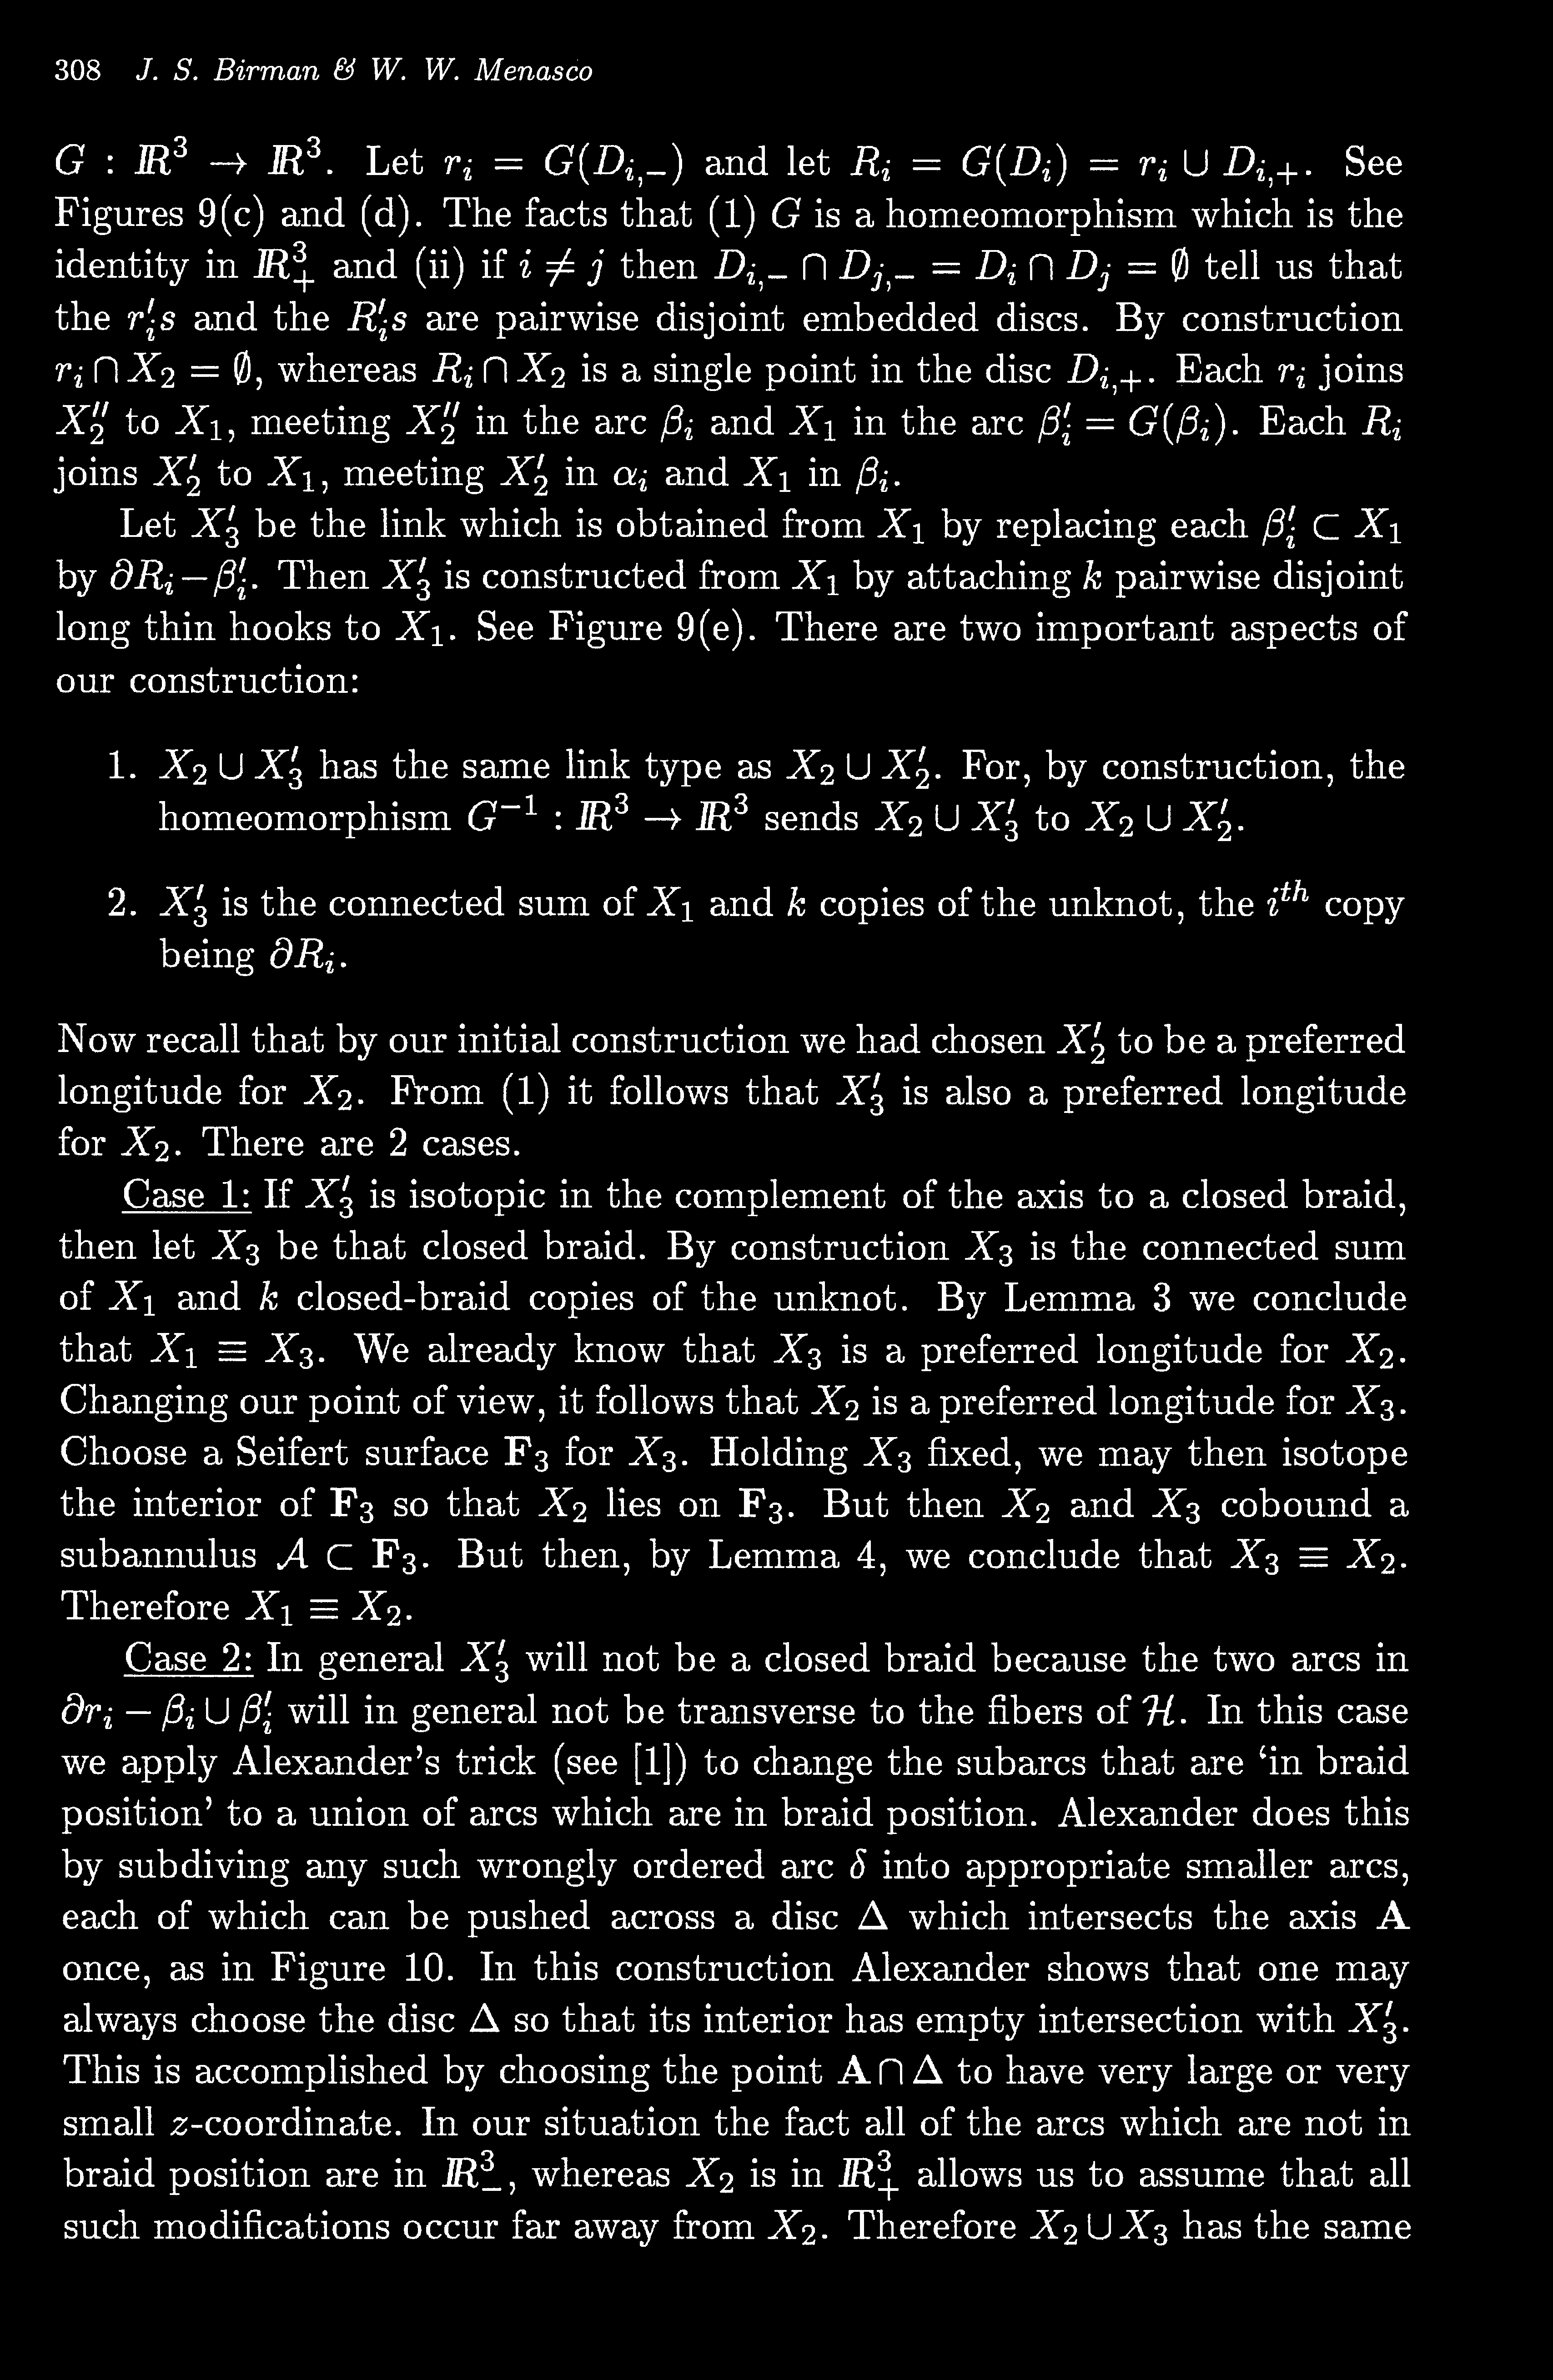 308 J. S. Birman & W. W. Menasco
G : ℝ³ → ℝ³. Let rᵢ = G(Dᵢ,₋) and let Rᵢ = G(Dᵢ) = rᵢ ∪ Dᵢ,₊. See
Figures 9(c) and (d). The facts that (1) G is a homeomorphism which is the
identity in ℝ³₊ and (ii) if i ≠ j then Dᵢ,₋ ∩ Dⱼ,₋ = Dᵢ ∩ Dⱼ = ∅ tell us that
the r'ᵢs and the R'ᵢs are pairwise disjoint embedded discs. By construction
rᵢ ∩ X₂ = ∅, whereas Rᵢ ∩ X₂ is a single point in the disc Dᵢ,₊. Each rᵢ joins
X″₂ to X₁, meeting X″₂ in the arc βᵢ and X₁ in the arc β′ᵢ = G(βᵢ). Each Rᵢ
joins X′₂ to X₁, meeting X′₂ in αᵢ and X₁ in βᵢ.
Let X′₃ be the link which is obtained from X₁ by replacing each β′ᵢ ⊂ X₁
by ∂Rᵢ − β′ᵢ. Then X′₃ is constructed from X₁ by attaching k pairwise disjoint
long thin hooks to X₁. See Figure 9(e). There are two important aspects of
our construction:
1. X₂ ∪ X′₃ has the same link type as X₂ ∪ X′₂. For, by construction, the
homeomorphism G⁻¹ : ℝ³ → ℝ³ sends X₂ ∪ X′₃ to X₂ ∪ X′₂.
2. X′₃ is the connected sum of X₁ and k copies of the unknot, the iᵗʰ copy
being ∂Rᵢ.
Now recall that by our initial construction we had chosen X′₂ to be a preferred
longitude for X₂. From (1) it follows that X′₃ is also a preferred longitude
for X₂. There are 2 cases.
Case 1: If X′₃ is isotopic in the complement of the axis to a closed braid,
then let X₃ be that closed braid. By construction X₃ is the connected sum
of X₁ and k closed-braid copies of the unknot. By Lemma 3 we conclude
that X₁ ≡ X₃. We already know that X₃ is a preferred longitude for X₂.
Changing our point of view, it follows that X₂ is a preferred longitude for X₃.
Choose a Seifert surface F₃ for X₃. Holding X₃ fixed, we may then isotope
the interior of F₃ so that X₂ lies on F₃. But then X₂ and X₃ cobound a
subannulus 𝒜 ⊂ F₃. But then, by Lemma 4, we conclude that X₃ ≡ X₂.
Therefore X₁ ≡ X₂.
Case 2: In general X′₃ will not be a closed braid because the two arcs in
∂rᵢ − βᵢ ∪ β′ᵢ will in general not be transverse to the fibers of ℋ. In this case
we apply Alexander's trick (see [1]) to change the subarcs that are 'in braid
position' to a union of arcs which are in braid position. Alexander does this
by subdiving any such wrongly ordered arc δ into appropriate smaller arcs,
each of which can be pushed across a disc Δ which intersects the axis A
once, as in Figure 10. In this construction Alexander shows that one may
always choose the disc Δ so that its interior has empty intersection with X′₃.
This is accomplished by choosing the point A ∩ Δ to have very large or very
small z-coordinate. In our situation the fact all of the arcs which are not in
braid position are in ℝ³₋, whereas X₂ is in ℝ³₊ allows us to assume that all
such modifications occur far away from X₂. Therefore X₂ ∪ X₃ has the same